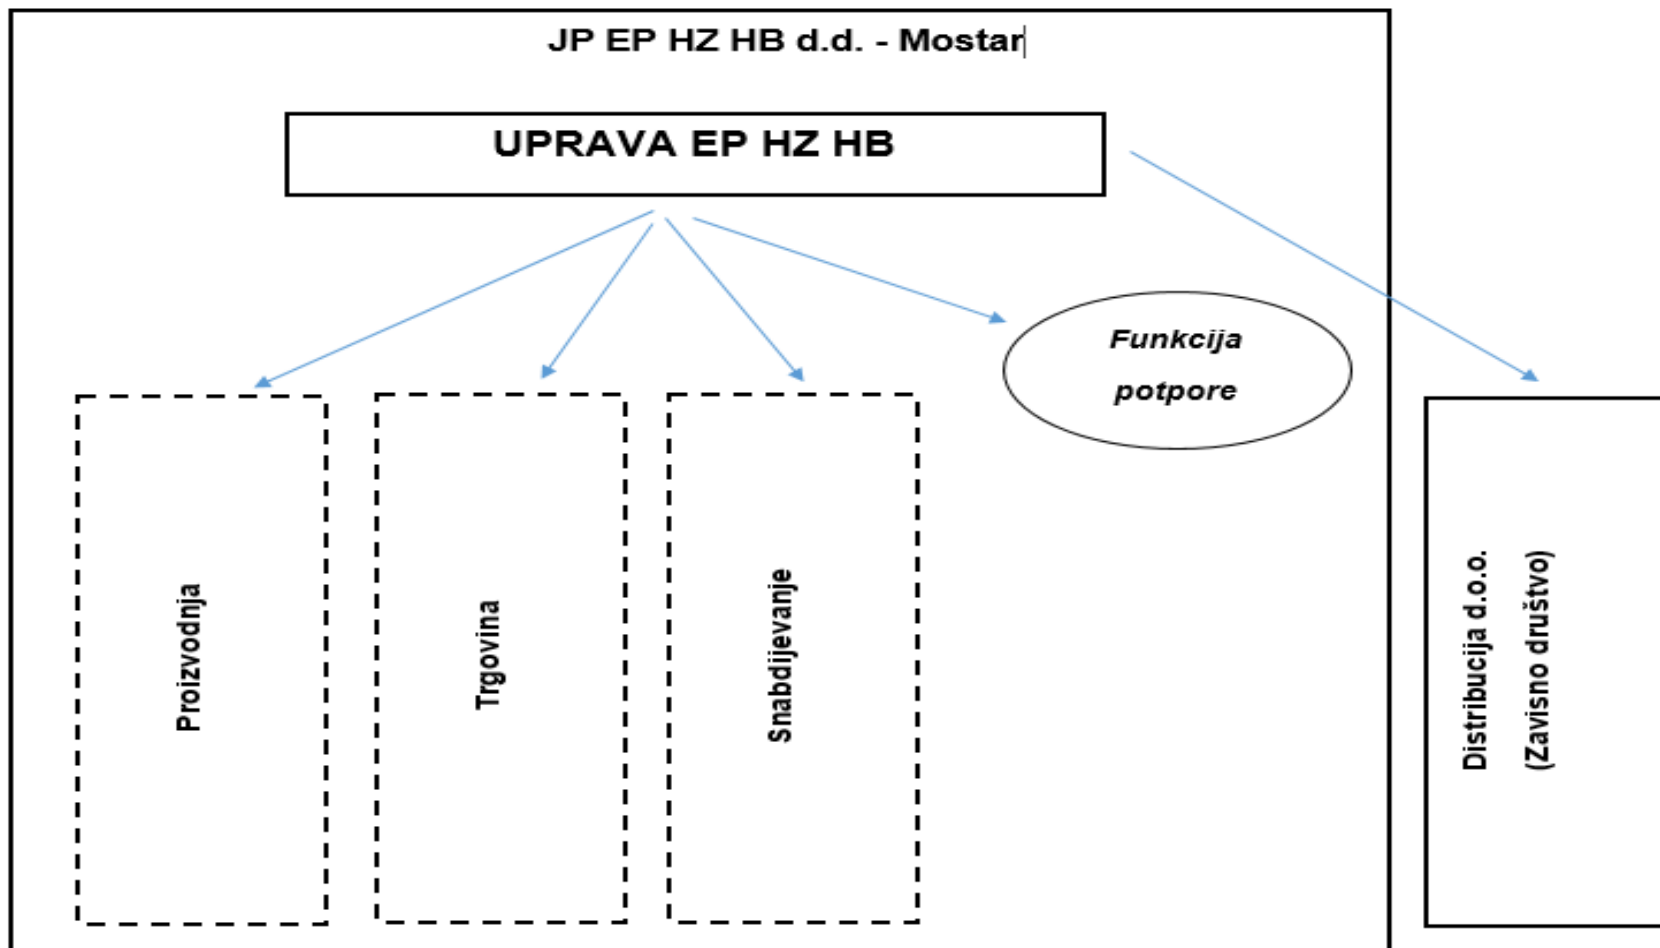 JP EP HZ HB d.d. - Mostar
UPRAVA EP HZ HB
Funkcija
potpore
Proizvodnja
Trgovina
Snabdijevanje
Distribucija d.o.o.
(Zavisno društvo)